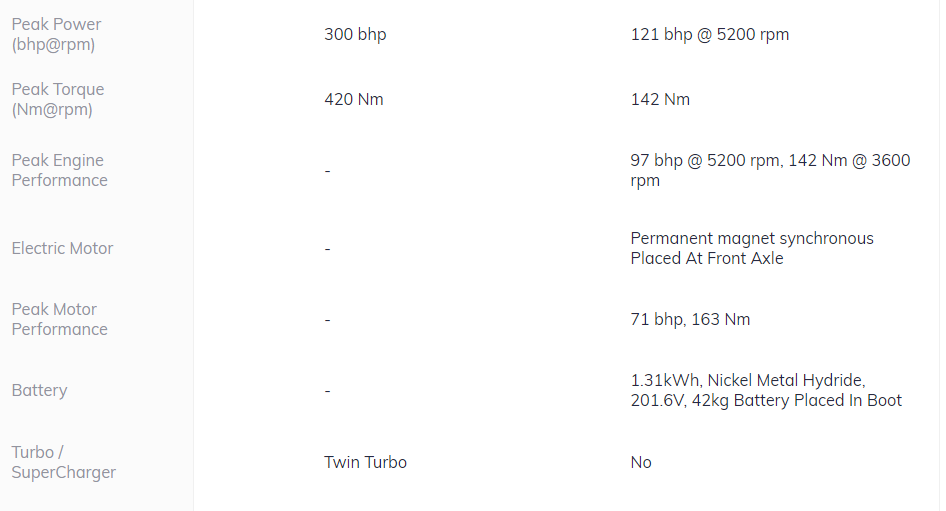 Peak Power
(bhp@rpm)
300 bhp
121 bhp @ 5200 rpm
Peak Torque
(Nm@rpm)
420 Nm
142 Nm
Peak Engine
Performance
-
97 bhp @ 5200 rpm, 142 Nm @ 3600
rpm
Electric Motor
-
Permanent magnet synchronous
Placed At Front Axle
Peak Motor
Performance
-
71 bhp, 163 Nm
Battery
-
1.31kWh, Nickel Metal Hydride,
201.6V, 42kg Battery Placed In Boot
Turbo /
SuperCharger
Twin Turbo
No